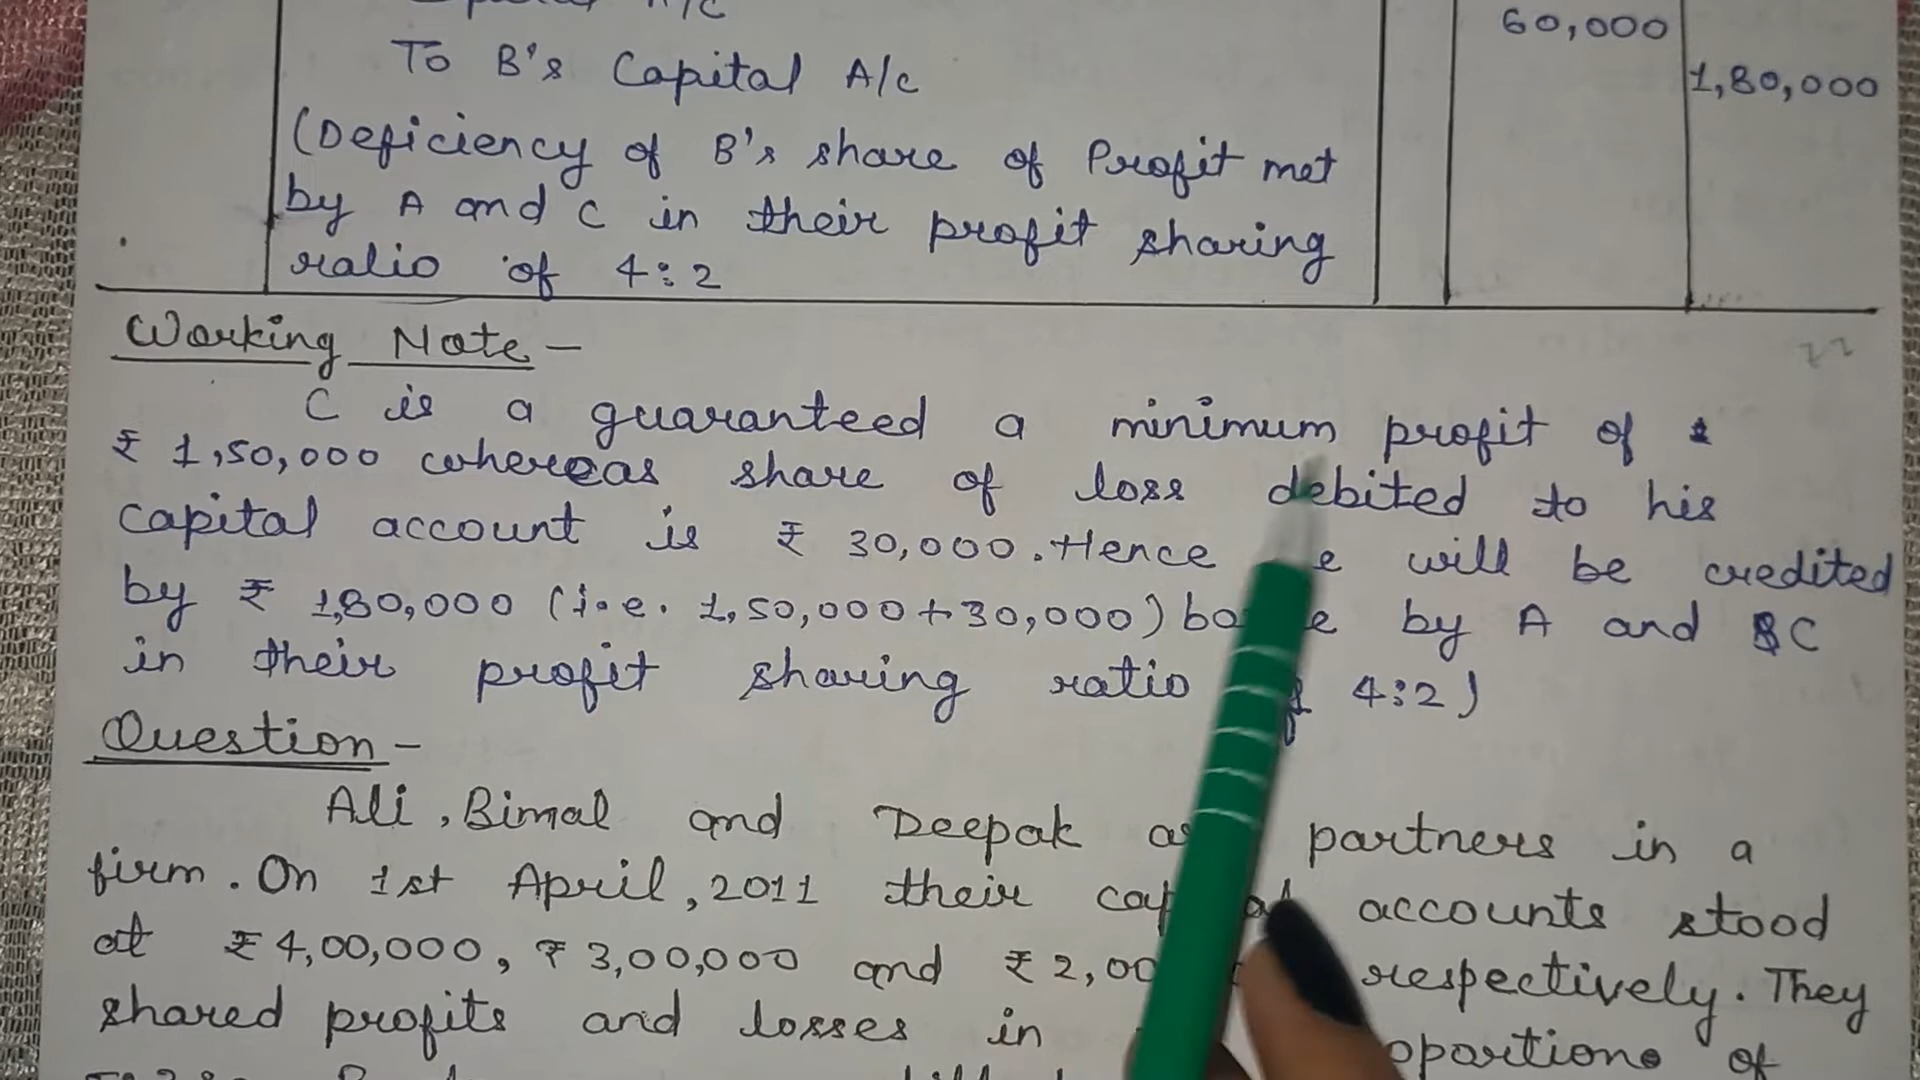 A/C
60,000
To B's Capital A/c
1,80,000
(Deficiency of B's share of Profit met
by A and C in their profit sharing
ratio of 4:2
Working Note -
C is a guaranteed a minimum profit of
₹ 1,50,000 whereas share of loss debited to his
capital account is ₹ 30,000. Hence will be credited
by ₹ 1,80,000 (i.e. 1,50,000 + 30,000) by A and C
in their profit sharing ratio 4:2)
Question -
Ali, Bimal and Deepak partners in a
firm. On 1st April, 2011 their accounts stood
at ₹ 4,00,000, ₹ 3,00,000 and ₹ respectively. They
shared profits and losses in of